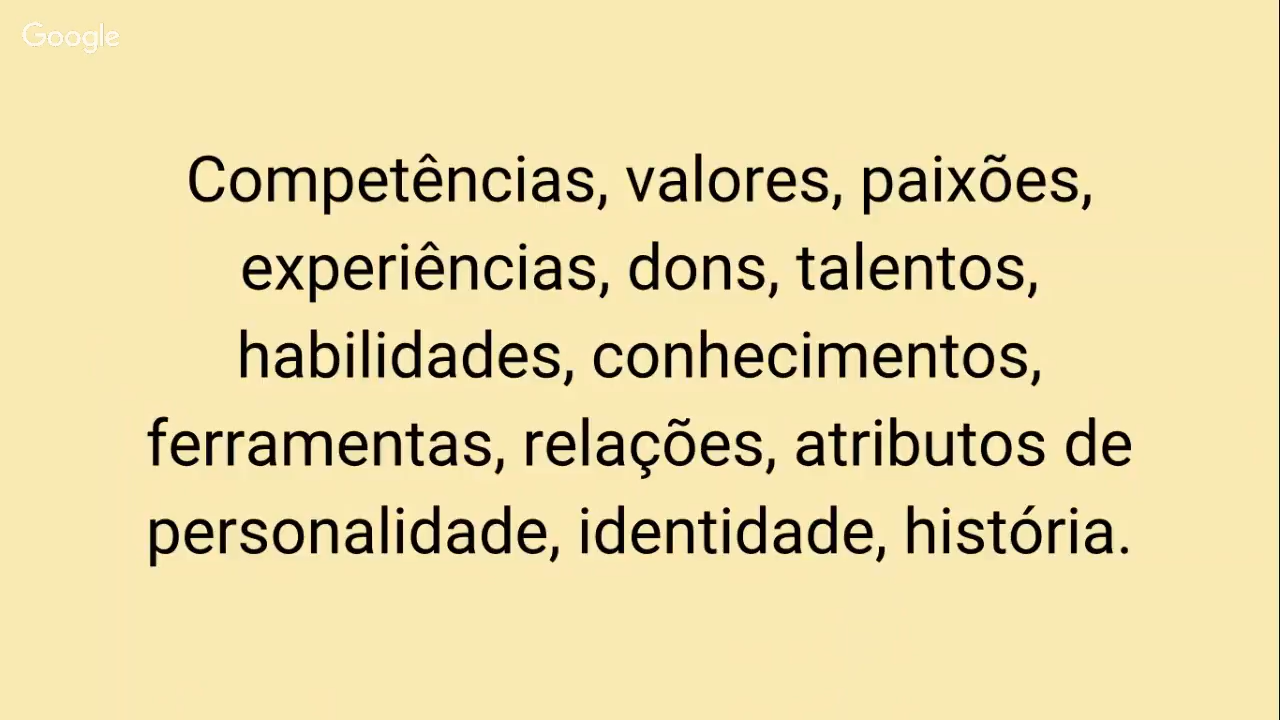 Google
Competências, valores, paixões,
experiências, dons, talentos,
habilidades, conhecimentos,
ferramentas, relações, atributos de
personalidade, identidade, história.